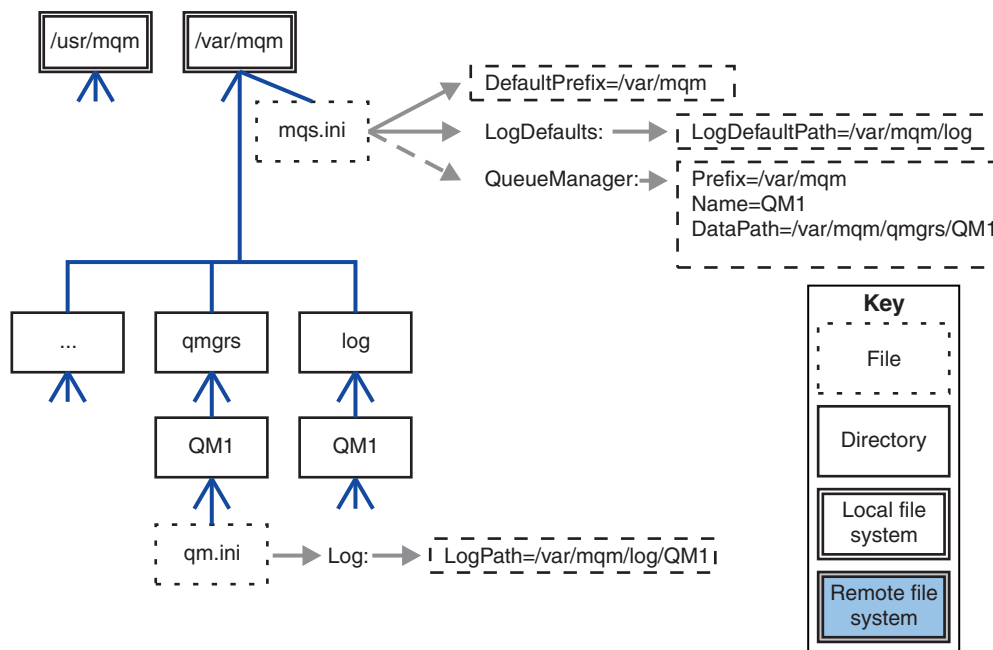 /usr/mqm
/var/mqm
mqs.ini
DefaultPrefix=/var/mqm
LogDefaults:
LogDefaultPath=/var/mqm/log
QueueManager:
Prefix=/var/mqm
Name=QM1
DataPath=/var/mqm/qmgrs/QM1
...
qmgrs
log
QM1
QM1
qm.ini
Log:
LogPath=/var/mqm/log/QM1
Key
File
Directory
Local file
system
Remote file
system